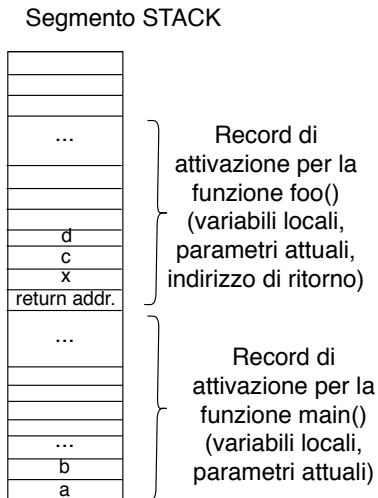 Segmento STACK
...
d
c
x
return addr.
...
...
b
a
Record di
attivazione per la
funzione foo()
(variabili locali,
parametri attuali,
indirizzo di ritorno)
Record di
attivazione per la
funzione main()
(variabili locali,
parametri attuali)